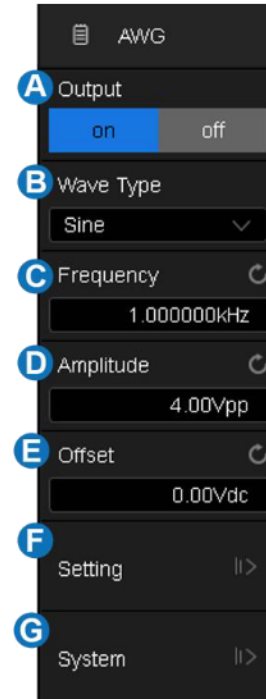 AWG
A
Output
on off
B
Wave Type
Sine
C
Frequency
1.000000kHz
D
Amplitude
4.00Vpp
E
Offset
0.00Vdc
F
Setting
G
System